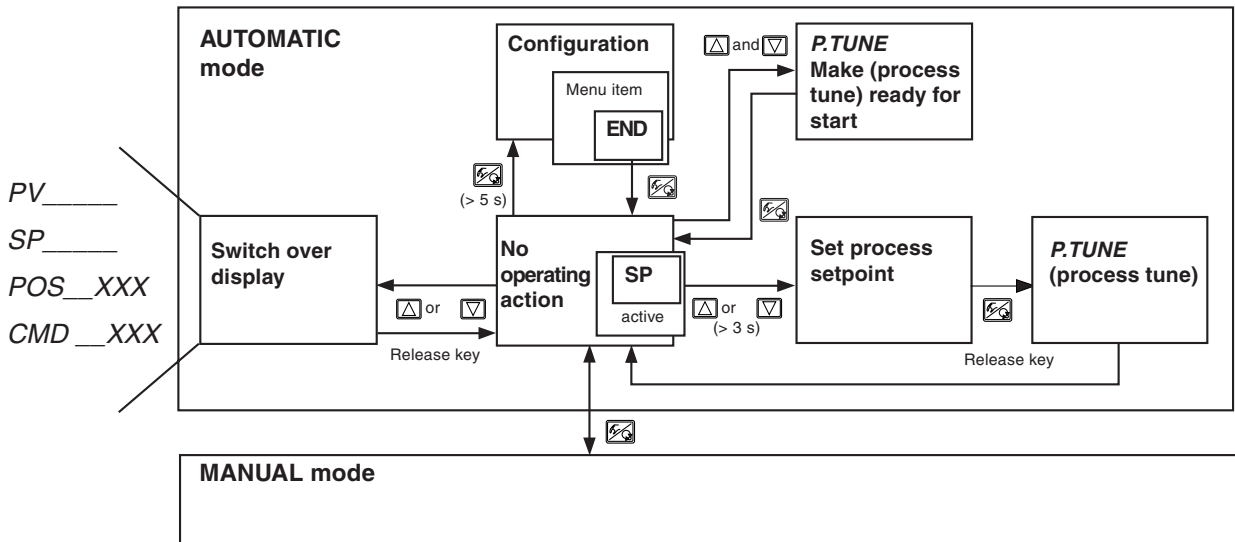 AUTOMATIC
mode
Configuration
Menu item
END
and
P.TUNE
Make (process
tune) ready for
start
(> 5 s)
PV_____
SP_____
POS__XXX
CMD __XXX
Switch over
display
or
Release key
No
operating
action
SP
active
or
(> 3 s)
Set process
setpoint
Release key
P.TUNE
(process tune)
MANUAL mode